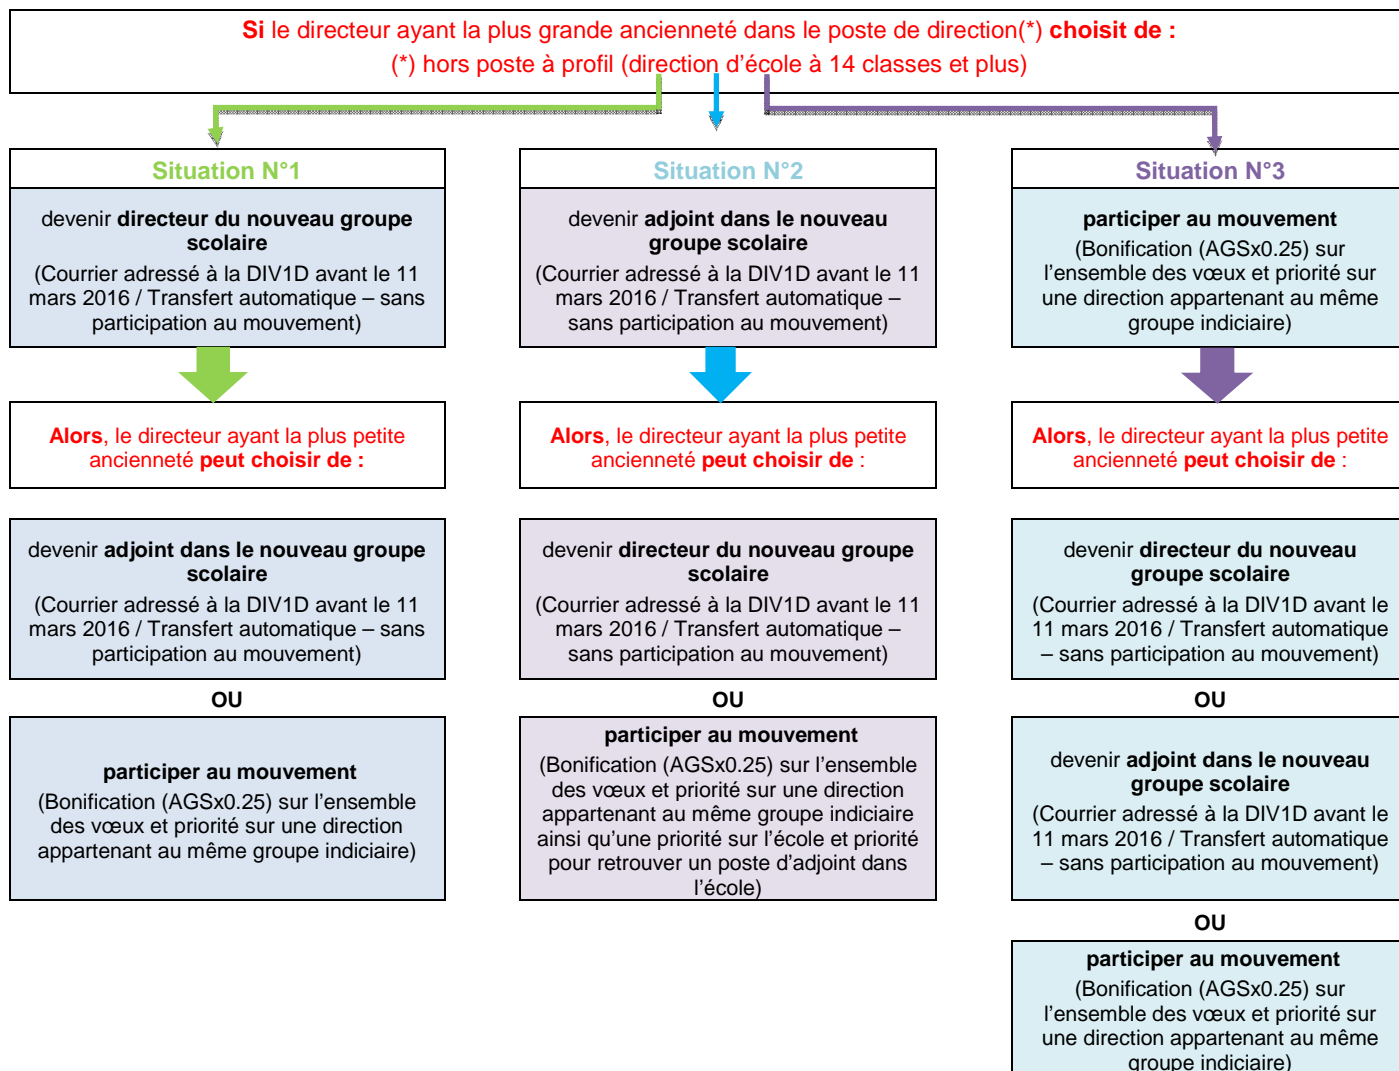 Si le directeur ayant la plus grande ancienneté dans le poste de direction(*) choisit de :
(*) hors poste à profil (direction d'école à 14 classes et plus)
Situation N°1
devenir directeur du nouveau groupe
scolaire
(Courrier adressé à la DIV1D avant le 11
mars 2016 / Transfert automatique – sans
participation au mouvement)
Alors, le directeur ayant la plus petite
ancienneté peut choisir de :
devenir adjoint dans le nouveau groupe
scolaire
(Courrier adressé à la DIV1D avant le 11
mars 2016 / Transfert automatique – sans
participation au mouvement)
OU
participer au mouvement
(Bonification (AGSx0.25) sur l'ensemble
des vœux et priorité sur une direction
appartenant au même groupe indiciaire)
Situation N°2
devenir adjoint dans le nouveau
groupe scolaire
(Courrier adressé à la DIV1D avant le 11
mars 2016 / Transfert automatique –
sans participation au mouvement)
Alors, le directeur ayant la plus petite
ancienneté peut choisir de :
devenir directeur du nouveau groupe
scolaire
(Courrier adressé à la DIV1D avant le 11
mars 2016 / Transfert automatique –
sans participation au mouvement)
OU
participer au mouvement
(Bonification (AGSx0.25) sur l'ensemble
des vœux et priorité sur une direction
appartenant au même groupe indiciaire
ainsi qu'une priorité sur l'école et priorité
pour retrouver un poste d'adjoint dans
l'école)
Situation N°3
participer au mouvement
(Bonification (AGSx0.25) sur
l'ensemble des vœux et priorité sur
une direction appartenant au même
groupe indiciaire)
Alors, le directeur ayant la plus petite
ancienneté peut choisir de :
devenir directeur du nouveau
groupe scolaire
(Courrier adressé à la DIV1D avant le
11 mars 2016 / Transfert automatique
– sans participation au mouvement)
OU
devenir adjoint dans le nouveau
groupe scolaire
(Courrier adressé à la DIV1D avant le
11 mars 2016 / Transfert automatique
– sans participation au mouvement)
OU
participer au mouvement
(Bonification (AGSx0.25) sur
l'ensemble des vœux et priorité sur
une direction appartenant au même
groupe indiciaire)